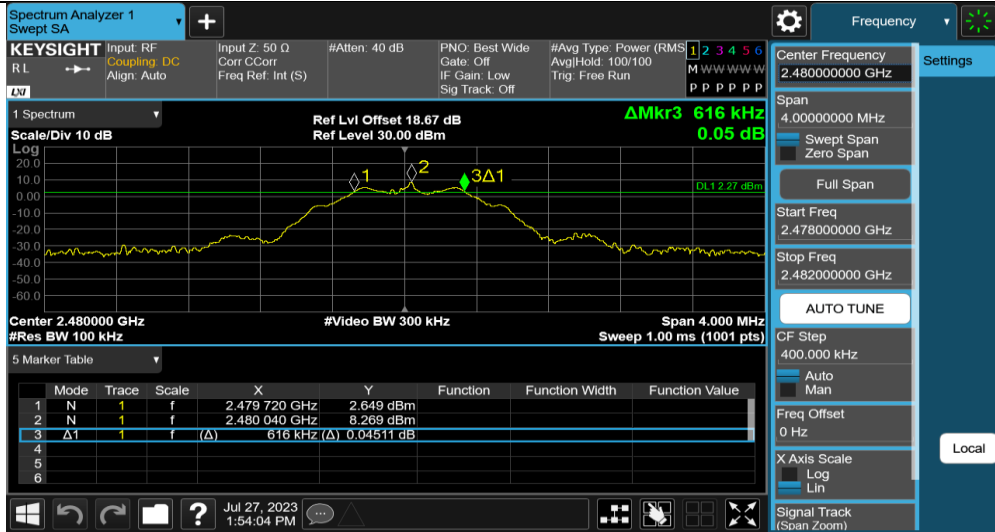 Spectrum Analyzer 1
Swept SA
+
Frequency
KEYSIGHT
RL
LXI
Input: RF
Coupling: DC
Align: Auto
Input Z: 50 Ω
Corr CCorr
Freq Ref: Int (S)
#Atten: 40 dB
PNO: Best Wide
Gate: Off
IF Gain: Low
Sig Track: Off
#Avg Type: Power (RMS
Avg|Hold: 100/100
Trig: Free Run
1 2 3 4 5 6
M W W W W W
P P P P P P
1 Spectrum
Scale/Div 10 dB
Ref Lvl Offset 18.67 dB
Ref Level 30.00 dBm
ΔMkr3 616 kHz
0.05 dB
Log
20.0
10.0
0.00
-10.0
-20.0
-30.0
-40.0
-50.0
-60.0
1
2
3Δ1
DL1 2.27 dBm
Center 2.480000 GHz
#Res BW 100 kHz
#Video BW 300 kHz
Span 4.000 MHz
Sweep 1.00 ms (1001 pts)
5 Marker Table
Mode Trace Scale X Y Function Function Width Function Value
1 N 1 f 2.479 720 GHz 2.649 dBm
2 N 1 f 2.480 040 GHz 8.269 dBm
3 Δ1 1 f (Δ) 616 kHz (Δ) 0.04511 dB
4
5
6
?
Jul 27, 2023
1:54:04 PM
Center Frequency
2.480000000 GHz
Settings
Span
4.00000000 MHz
Swept Span
Zero Span
Full Span
Start Freq
2.478000000 GHz
Stop Freq
2.482000000 GHz
AUTO TUNE
CF Step
400.000 kHz
Auto
Man
Freq Offset
0 Hz
X Axis Scale
Log
Lin
Local
Signal Track
(Span Zoom)